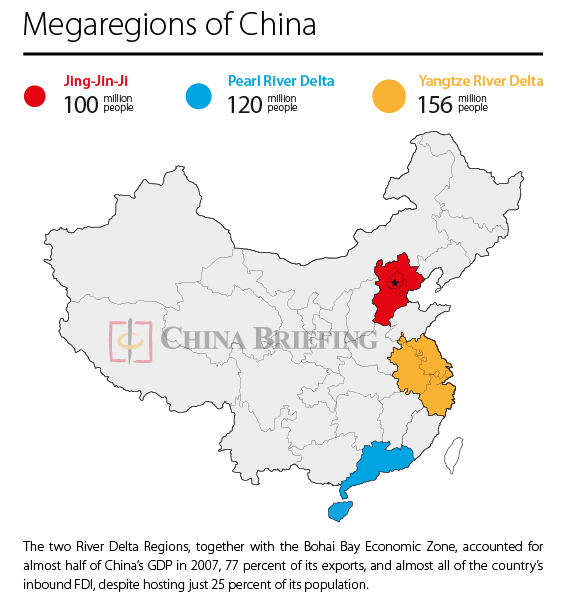 Megaregions of China
Jing-Jin-Ji
100 million people
Pearl River Delta
120 million people
Yangtze River Delta
156 million people
CHINA BRIEFING
The two River Delta Regions, together with the Bohai Bay Economic Zone, accounted for
almost half of China's GDP in 2007, 77 percent of its exports, and almost all of the country's
inbound FDI, despite hosting just 25 percent of its population.